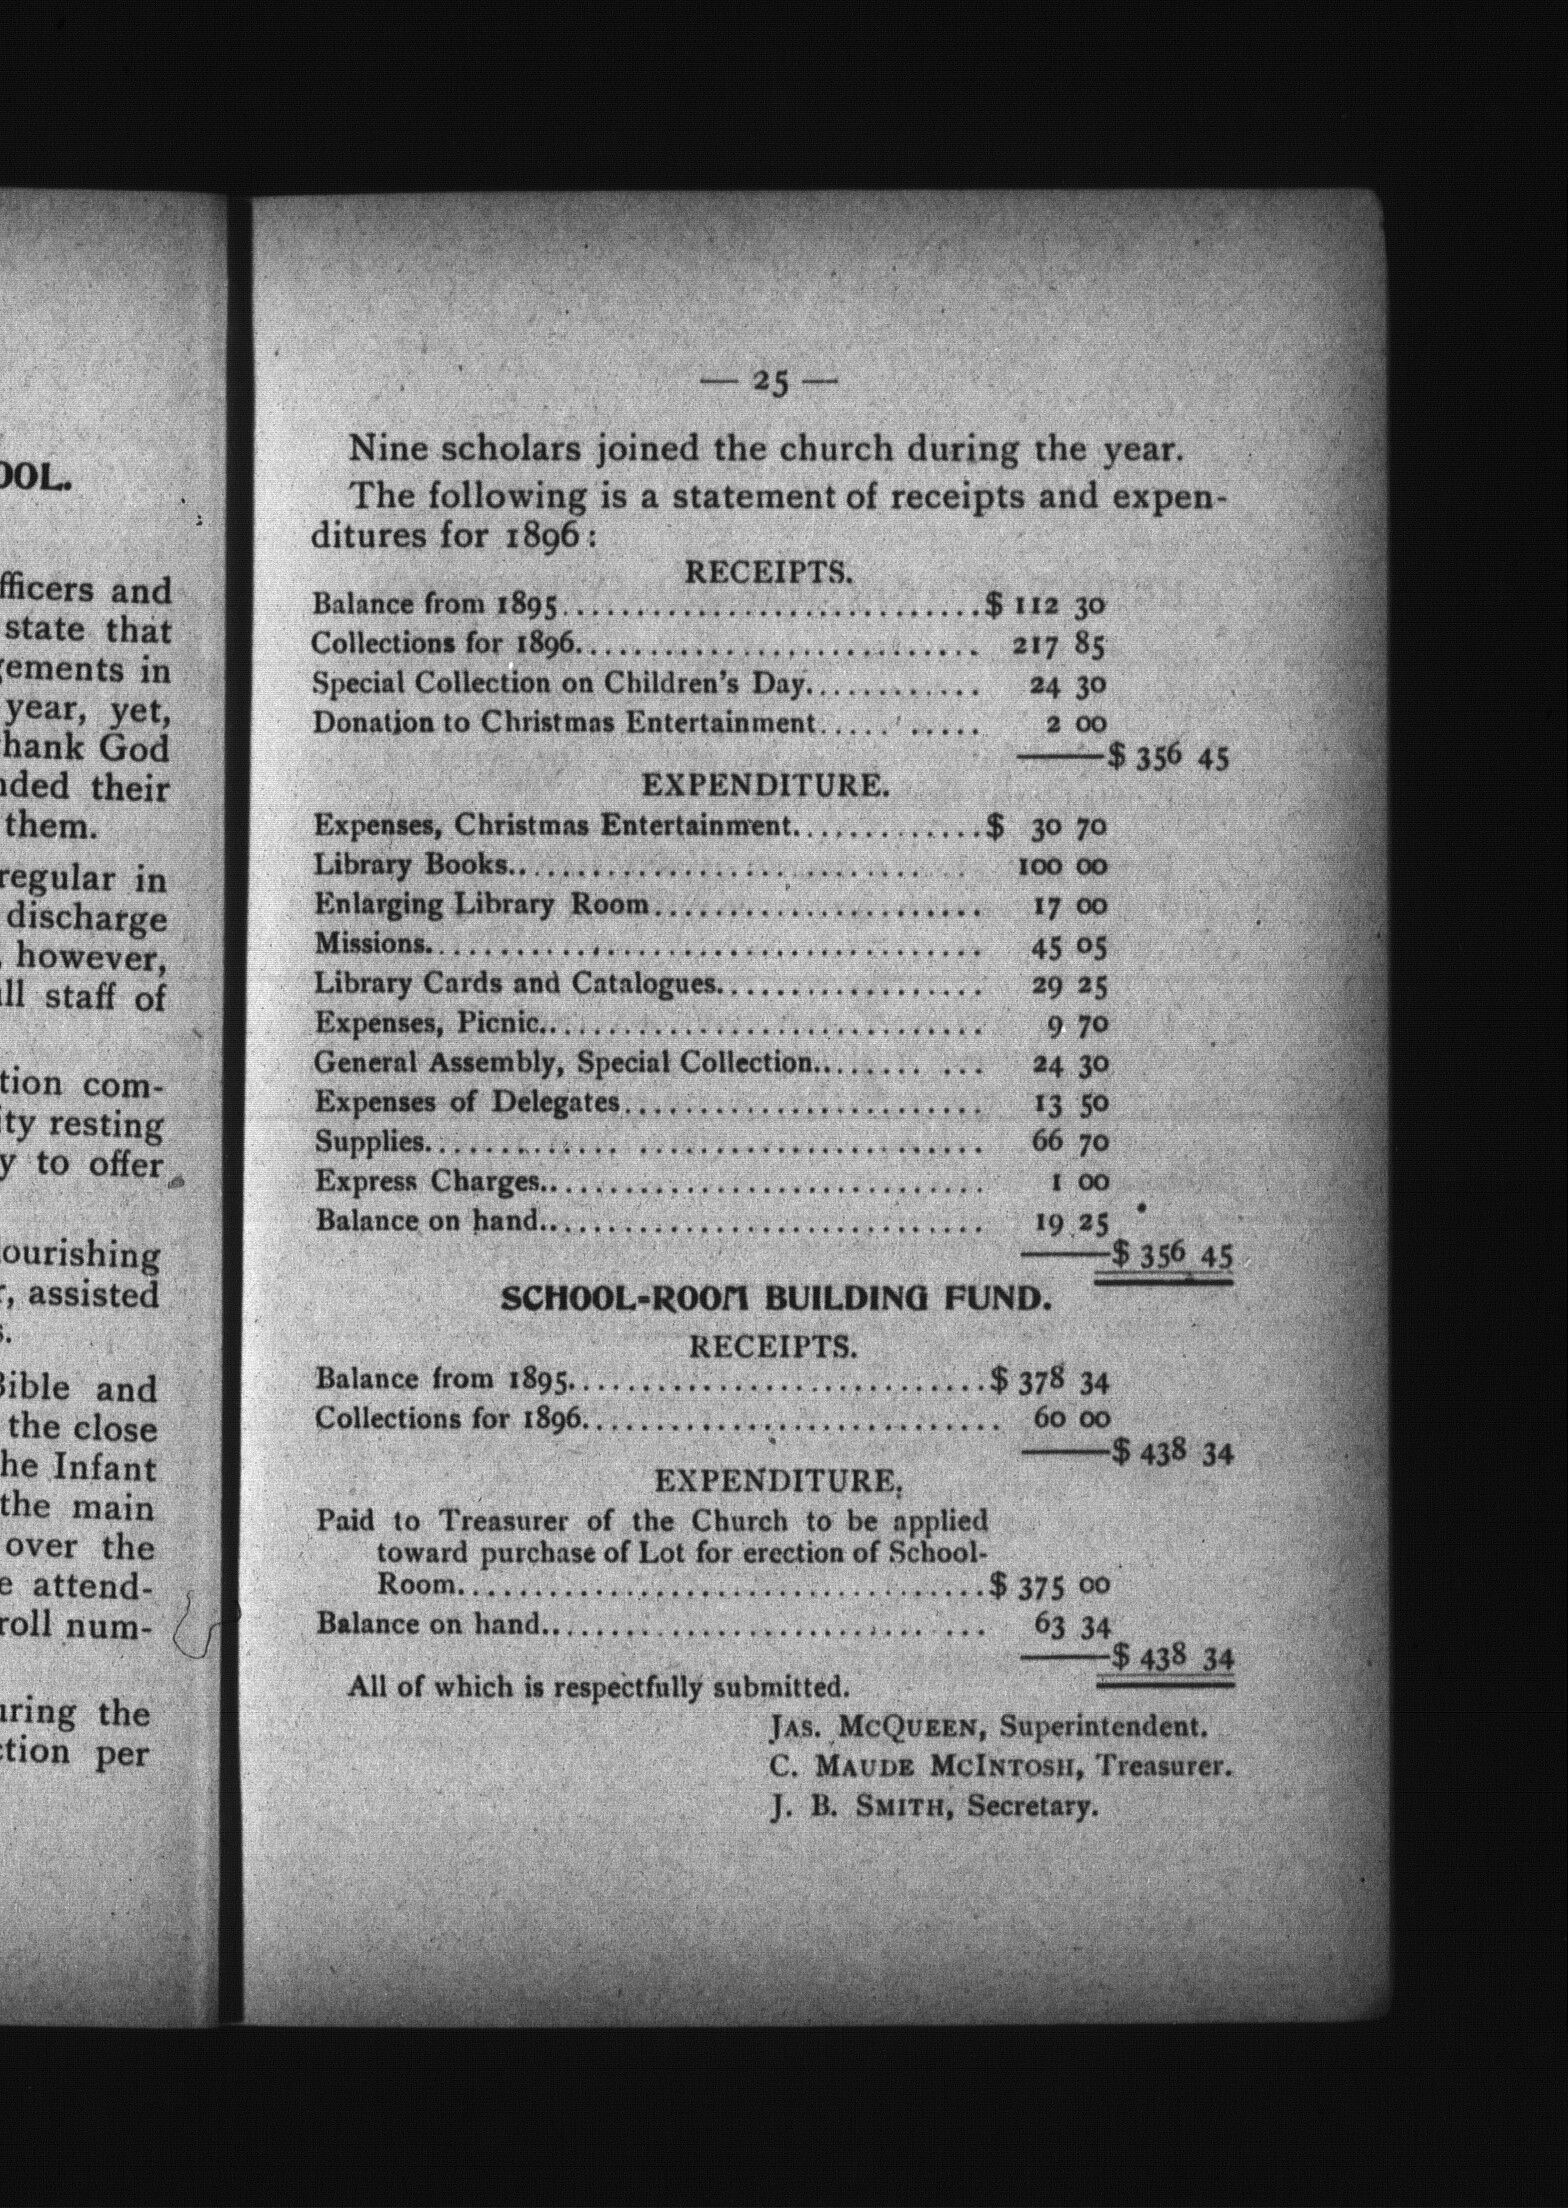 OOL.
fficers and
state that
gements in
year, yet,
hank God
nded their
them.
regular in
discharge
however,
ll staff of
tion com-
ity resting
y to offer
ourishing
r, assisted
s.
Bible and
the close
he Infant
the main
over the
e attend-
roll num-
uring the
ction per
— 25 —
Nine scholars joined the church during the year.
The following is a statement of receipts and expen-
ditures for 1896:
RECEIPTS.
Balance from 1895............................$ 112 30
Collections for 1896........................... 217 85
Special Collection on Children's Day............ 24 30
Donation to Christmas Entertainment..... ..... 2 00
——$ 356 45
EXPENDITURE.
Expenses, Christmas Entertainment.............$ 30 70
Library Books............................. 100 00
Enlarging Library Room....................... 17 00
Missions...................................... 45 05
Library Cards and Catalogues.................. 29 25
Expenses, Picnic.............................. 9 70
General Assembly, Special Collection........ ... 24 30
Expenses of Delegates......................... 13 50
Supplies............. ........................ 66 70
Express Charges.............................. 1 00
Balance on hand.............................. 19 25
——$ 356 45
SCHOOL-ROOM BUILDING FUND.
RECEIPTS.
Balance from 1895............................$ 378 34
Collections for 1896............................ 60 00
——$ 438 34
EXPENDITURE.
Paid to Treasurer of the Church to be applied
toward purchase of Lot for erection of School-
Room....................................$ 375 00
Balance on hand.......................... ... 63 34
——$ 438 34
All of which is respectfully submitted.
JAS. MCQUEEN, Superintendent.
C. MAUDE MCINTOSH, Treasurer.
J. B. SMITH, Secretary.